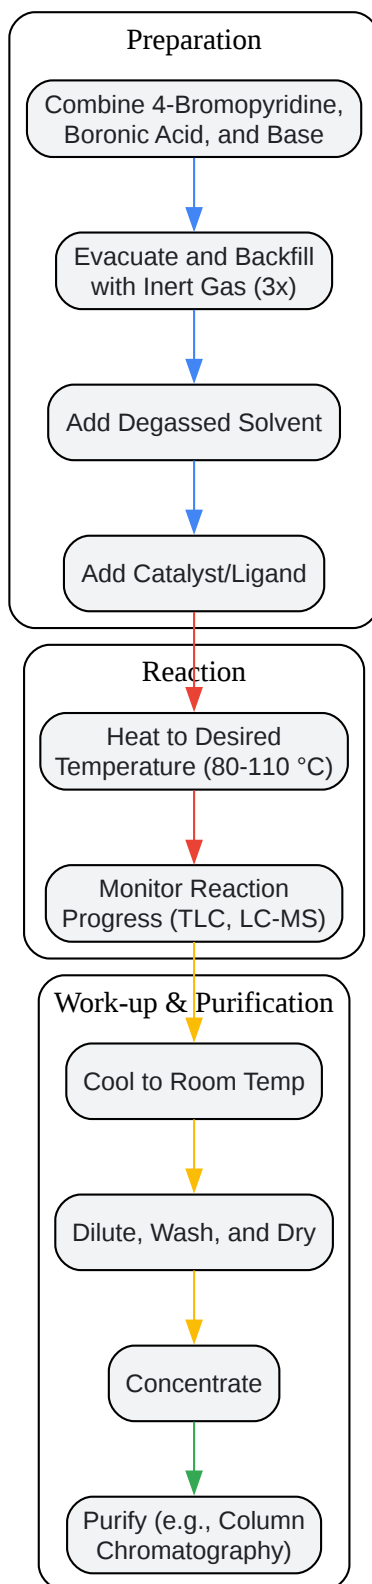 Preparation
Combine 4-Bromopyridine,
Boronic Acid, and Base
Evacuate and Backfill
with Inert Gas (3x)
Add Degassed Solvent
Add Catalyst/Ligand
Reaction
Heat to Desired
Temperature (80-110 °C)
Monitor Reaction
Progress (TLC, LC-MS)
Work-up & Purification
Cool to Room Temp
Dilute, Wash, and Dry
Concentrate
Purify (e.g., Column
Chromatography)